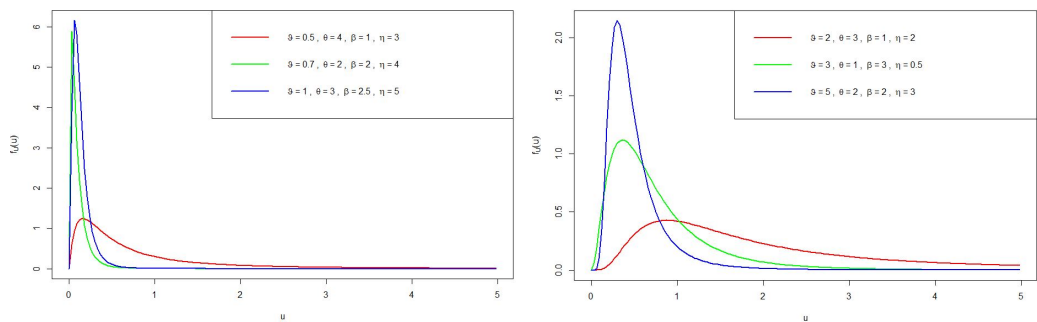 ϑ = 0.5 , θ = 4 , β = 1 , η = 3
ϑ = 0.7 , θ = 2 , β = 2 , η = 4
ϑ = 1 , θ = 3 , β = 2.5 , η = 5
f_U(u)
6
5
4
3
2
1
0
0 1 2 3 4 5
u
ϑ = 2 , θ = 3 , β = 1 , η = 2
ϑ = 3 , θ = 1 , β = 3 , η = 0.5
ϑ = 5 , θ = 2 , β = 2 , η = 3
f_U(u)
2.0
1.5
1.0
0.5
0.0
0 1 2 3 4 5
u